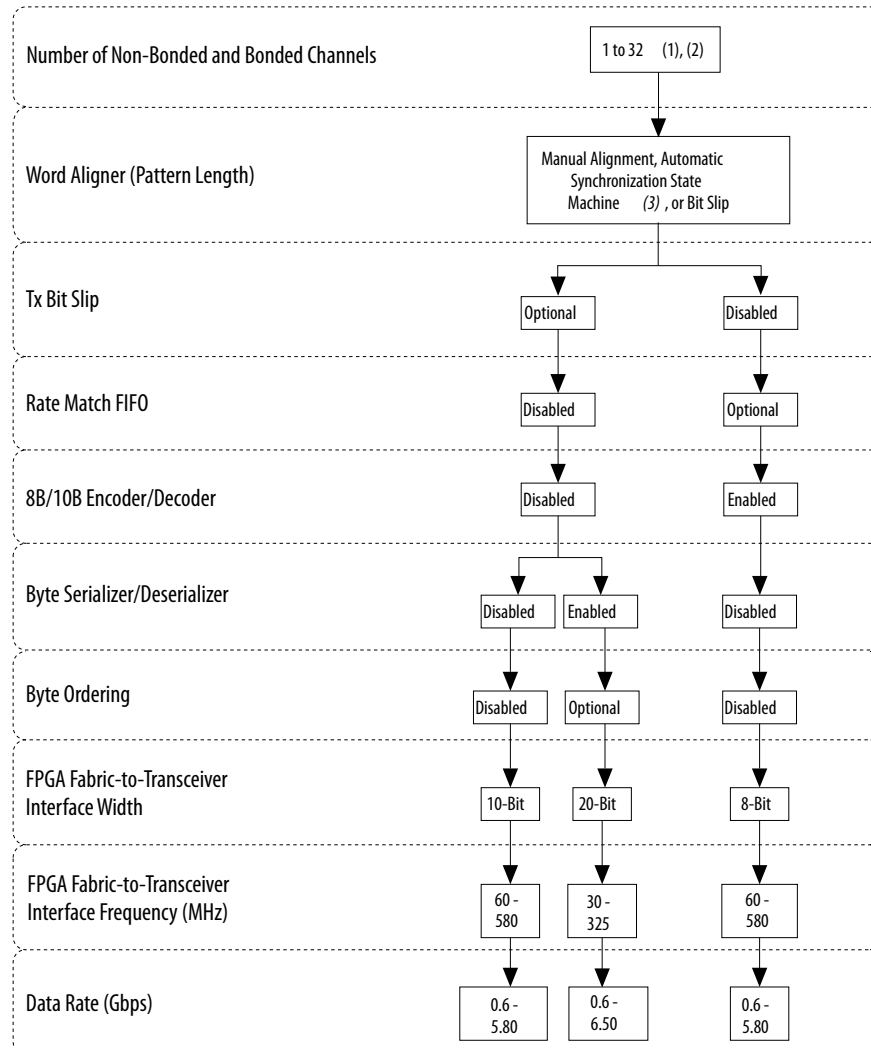 Number of Non-Bonded and Bonded Channels
1 to 32 (1), (2)
Word Aligner (Pattern Length)
Manual Alignment, Automatic
Synchronization State
Machine (3) , or Bit Slip
Tx Bit Slip
Optional
Disabled
Rate Match FIFO
Disabled
Optional
8B/10B Encoder/Decoder
Disabled
Enabled
Byte Serializer/Deserializer
Disabled
Enabled
Disabled
Byte Ordering
Disabled
Optional
Disabled
FPGA Fabric-to-Transceiver
Interface Width
10-Bit
20-Bit
8-Bit
FPGA Fabric-to-Transceiver
Interface Frequency (MHz)
60 -
580
30 -
325
60 -
580
Data Rate (Gbps)
0.6 -
5.80
0.6 -
6.50
0.6 -
5.80